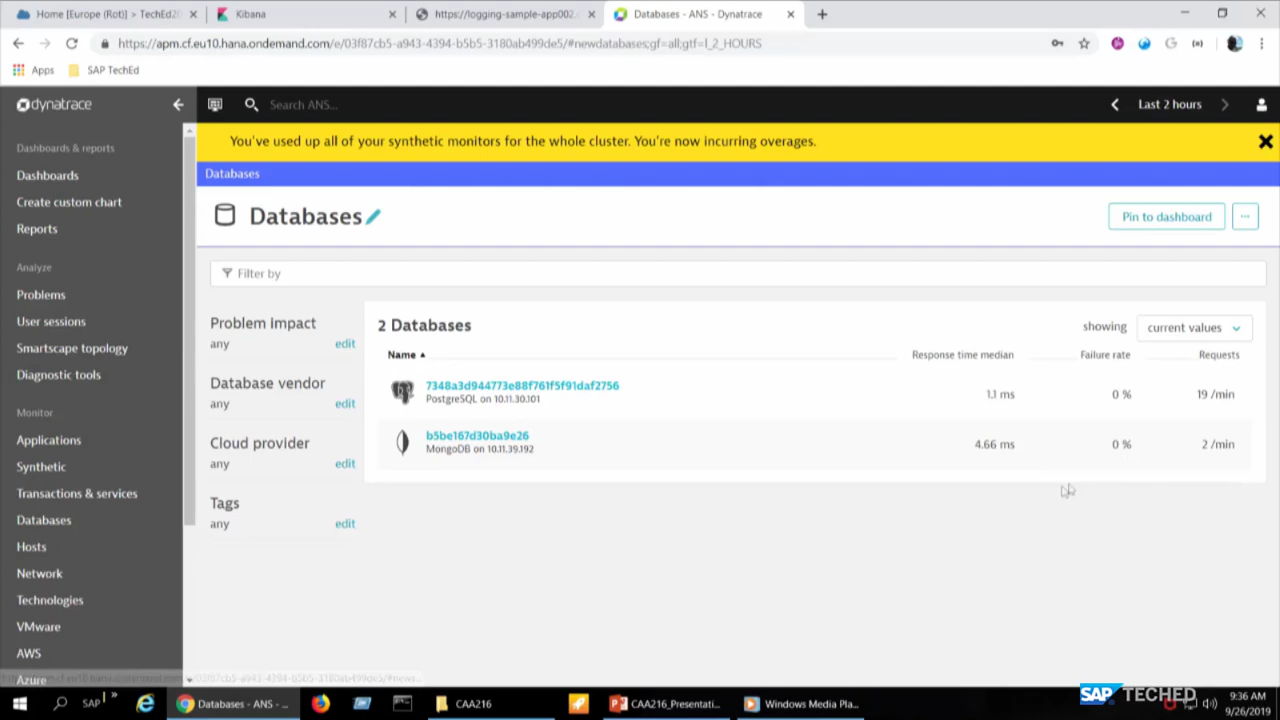 Home [Europe (Rot)] > TechEd2
Kibana
https://logging-sample-app002.
Databases - ANS - Dynatrace
https://apm.cf.eu10.hana.ondemand.com/e/03f87cb5-a943-4394-b5b5-3180ab499de5/#newdatabases;gf=all;gtf=l_2_HOURS
Apps
SAP TechEd
dynatrace
Search ANS...
Last 2 hours
You've used up all of your synthetic monitors for the whole cluster. You're now incurring overages.
Databases
Databases
Pin to dashboard
...
Filter by
Dashboards & reports
Dashboards
Create custom chart
Reports
Analyze
Problems
User sessions
Smartscape topology
Diagnostic tools
Monitor
Applications
Synthetic
Transactions & services
Databases
Hosts
Network
Technologies
VMware
AWS
Azure
Problem impact
any edit
Database vendor
any edit
Cloud provider
any edit
Tags
any edit
2 Databases
showing current values
Name Response time median Failure rate Requests
7348a3d944773e88f761f5f91daf2756
PostgreSQL on 10.11.30.101
1.1 ms 0 % 19 /min
b5be167d30ba9e26
MongoDB on 10.11.39.192
4.66 ms 0 % 2 /min
SAP
Databases - ANS - ...
CAA216
CAA216_Presentati...
Windows Media Pla...
SAP TECHED
9:36 AM
9/26/2019